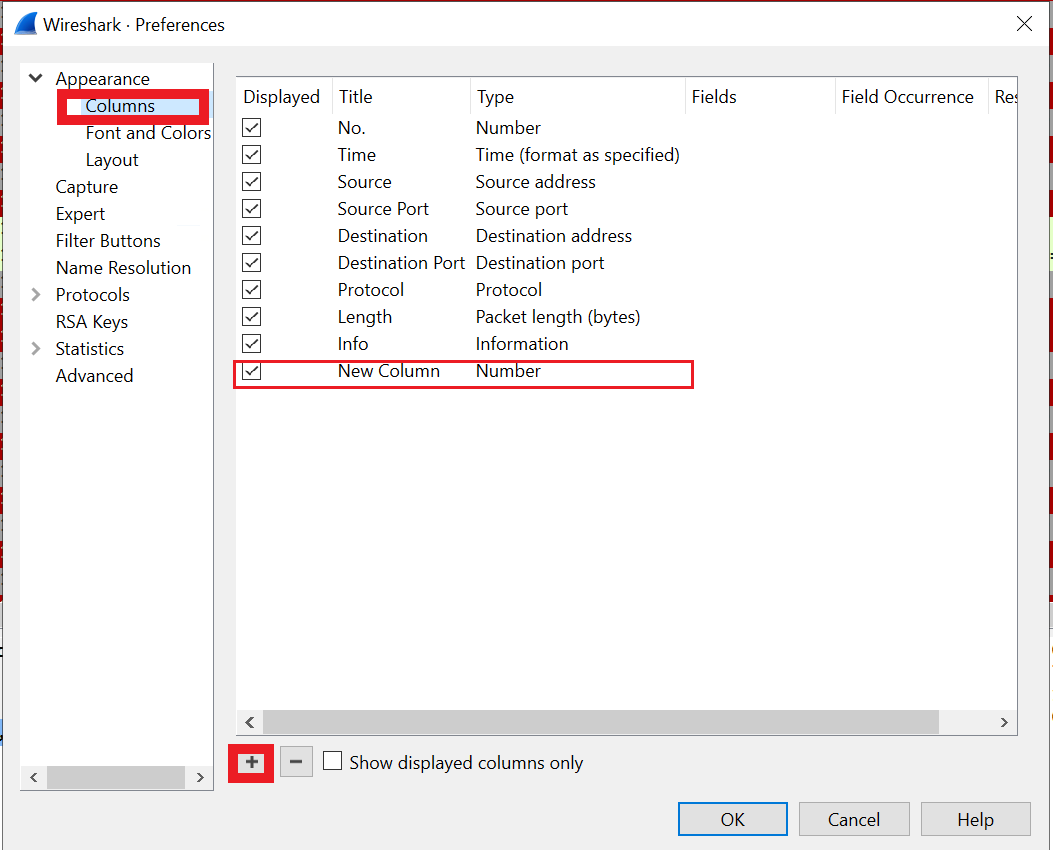 Wireshark · Preferences
Appearance
Columns
Font and Colors
Layout
Capture
Expert
Filter Buttons
Name Resolution
Protocols
RSA Keys
Statistics
Advanced
Displayed Title Type Fields Field Occurrence Res
No. Number
Time Time (format as specified)
Source Source address
Source Port Source port
Destination Destination address
Destination Port Destination port
Protocol Protocol
Length Packet length (bytes)
Info Information
New Column Number
Show displayed columns only
OK Cancel Help